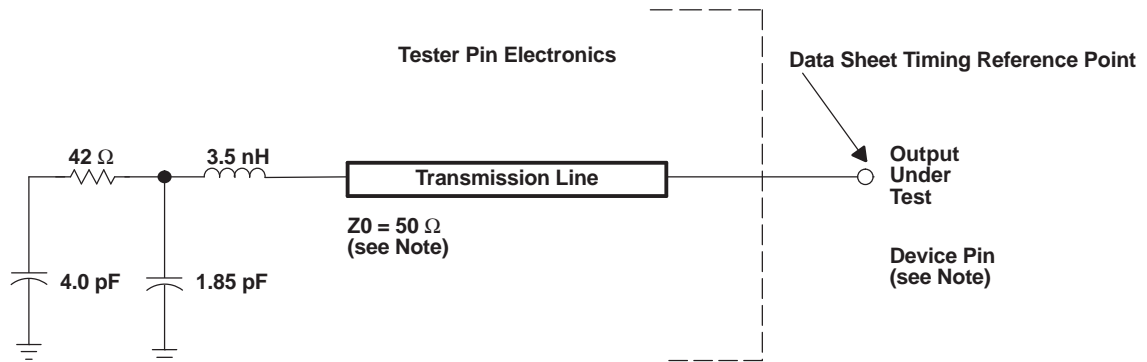 Tester Pin Electronics
Data Sheet Timing Reference Point
42 Ω
3.5 nH
Transmission Line
Output
Under
Test
Z0 = 50 Ω
(see Note)
Device Pin
(see Note)
4.0 pF
1.85 pF